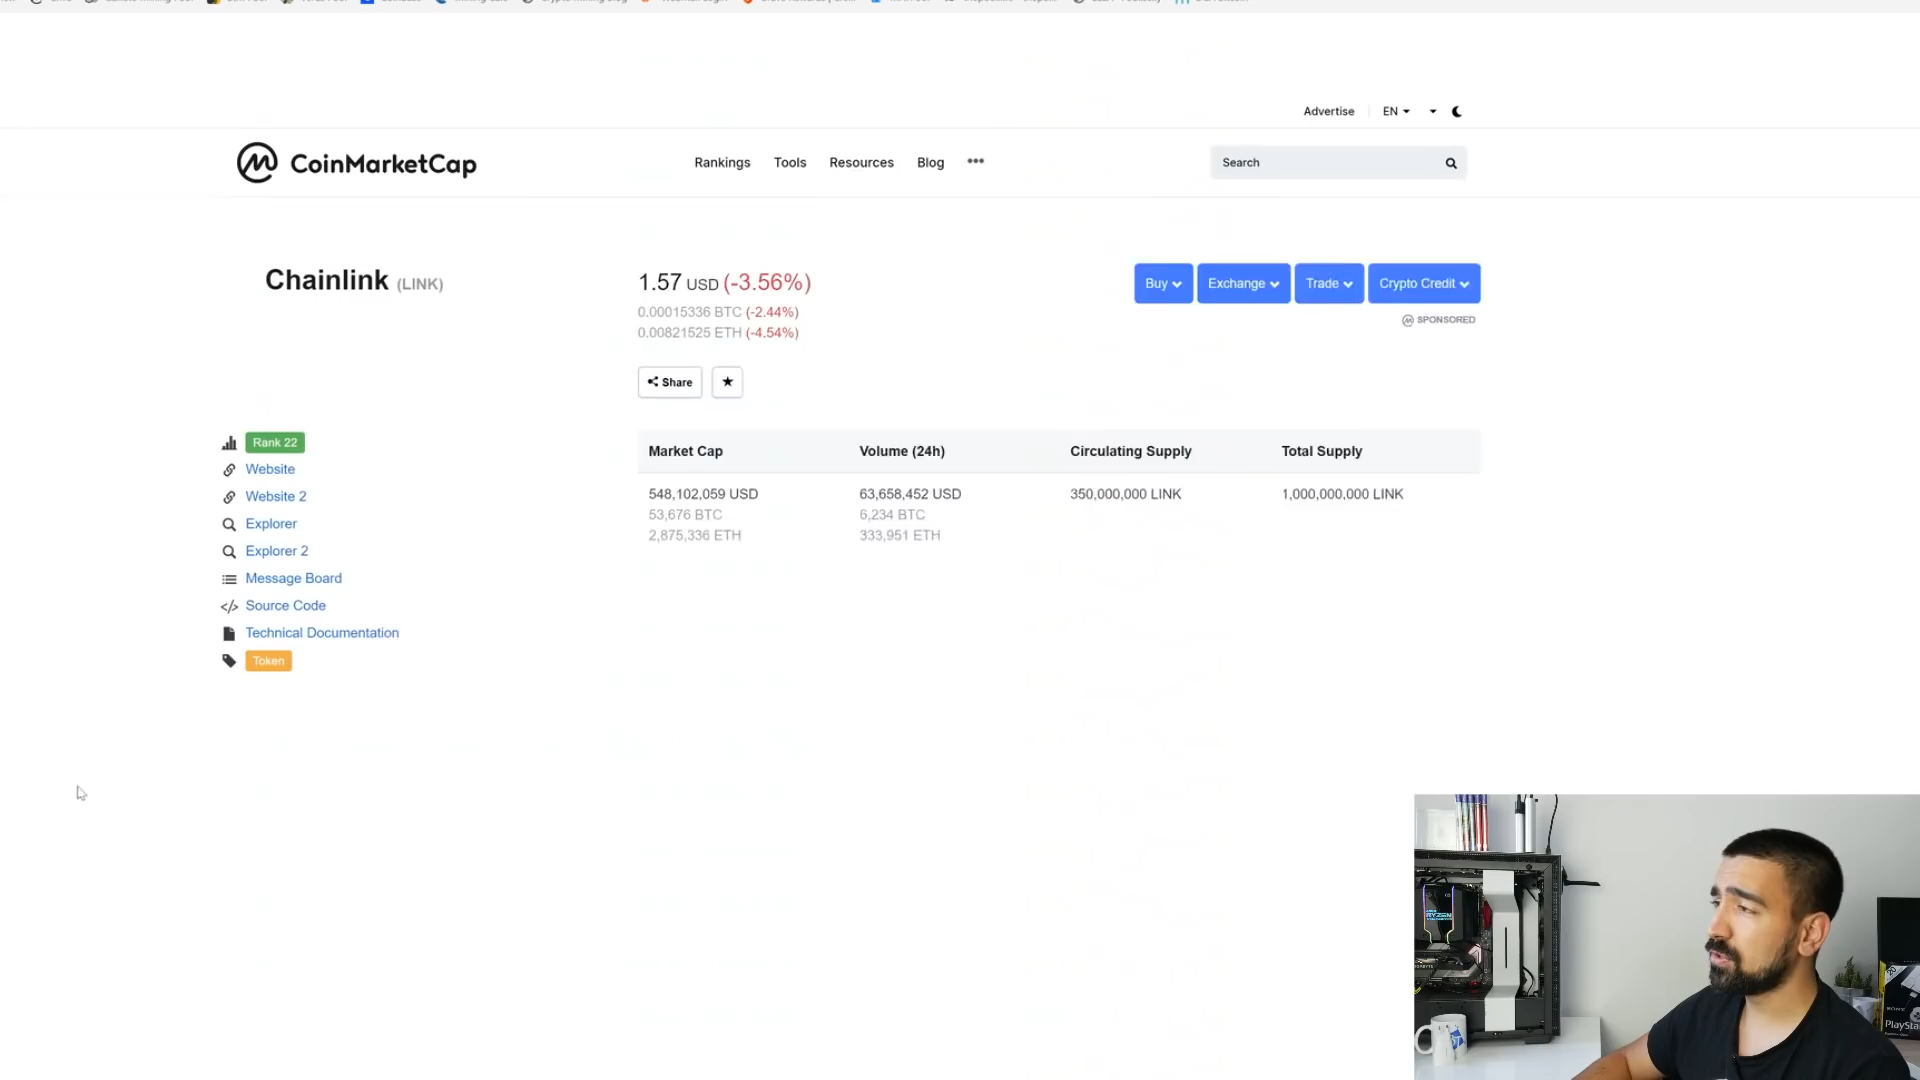 Advertise
EN
CoinMarketCap
Rankings
Tools
Resources
Blog
•••
Search
Chainlink (LINK)
1.57 USD (-3.56%)
0.00015336 BTC (-2.44%)
0.00821525 ETH (-4.54%)
Buy
Exchange
Trade
Crypto Credit
SPONSORED
Share
Rank 22
Website
Website 2
Explorer
Explorer 2
Message Board
Source Code
Technical Documentation
Token
Market Cap
Volume (24h)
Circulating Supply
Total Supply
548,102,059 USD
63,658,452 USD
350,000,000 LINK
1,000,000,000 LINK
53,676 BTC
6,234 BTC
2,875,336 ETH
333,951 ETH
RYZEN
SONY
PlaySta